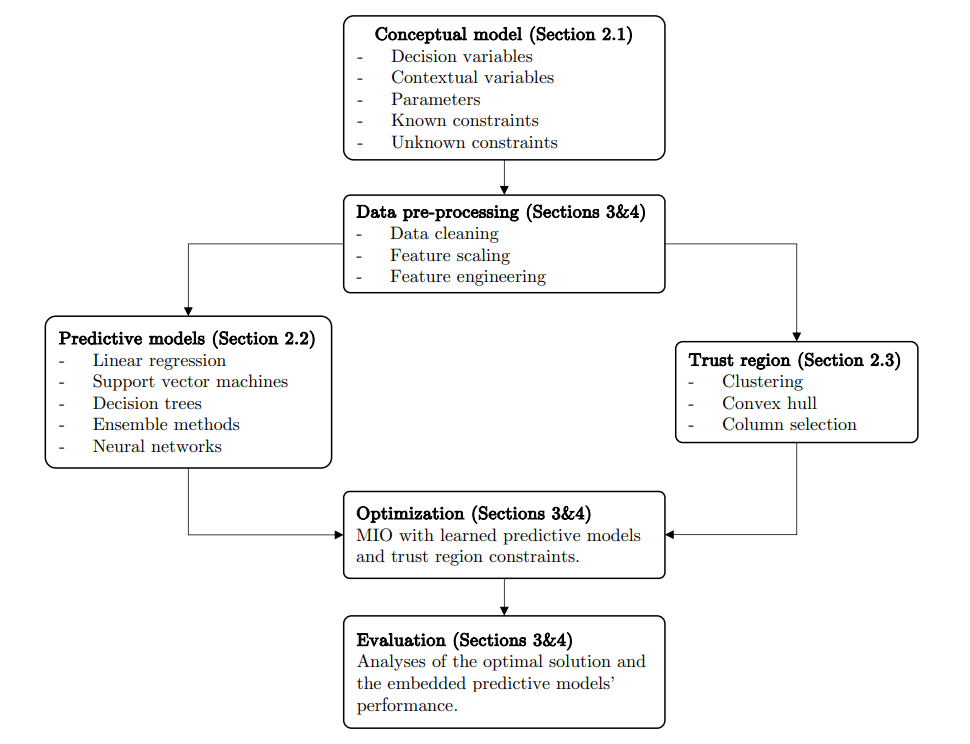 Conceptual model (Section 2.1)
- Decision variables
- Contextual variables
- Parameters
- Known constraints
- Unknown constraints
Data pre-processing (Sections 3&4)
- Data cleaning
- Feature scaling
- Feature engineering
Predictive models (Section 2.2)
- Linear regression
- Support vector machines
- Decision trees
- Ensemble methods
- Neural networks
Trust region (Section 2.3)
- Clustering
- Convex hull
- Column selection
Optimization (Sections 3&4)
MIO with learned predictive models
and trust region constraints.
Evaluation (Sections 3&4)
Analyses of the optimal solution and
the embedded predictive models'
performance.